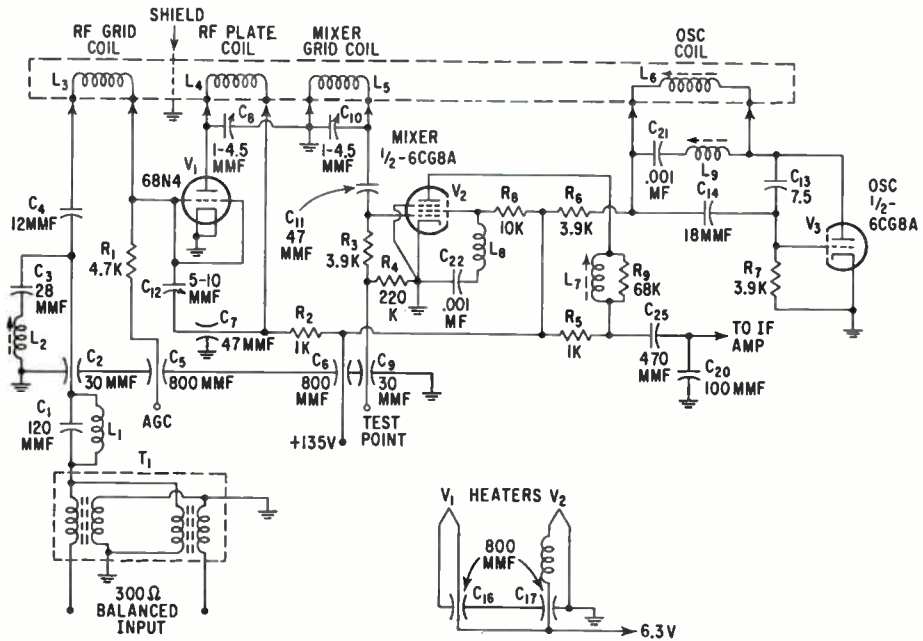 SHIELD
RF GRID
COIL
RF PLATE
COIL
MIXER
GRID COIL
OSC
COIL
L3
L4
L5
L6
C8
1-4.5
MMF
C10
1-4.5
MMF
MIXER
1/2-6CG8A
C21
.001
MF
L9
C13
7.5
OSC
1/2-
6CG8A
V1
68N4
V2
R8
10K
R6
3.9K
C14
18MMF
V3
C4
12MMF
R1
4.7K
C11
47
MMF
R3
3.9K
R4
220
K
C22
.001
MF
L8
L7
R9
68K
R7
3.9K
C3
28
MMF
L2
C12
5-10
MMF
C7
47MMF
R2
1K
R5
1K
C25
470
MMF
TO IF
AMP
C20
100MMF
C2
30 MMF
C5
800MMF
C6
800
MMF
C9
30
MMF
AGC
+135V
TEST
POINT
C1
120
MMF
L1
T1
300Ω
BALANCED
INPUT
V1 HEATERS V2
800
MMF
C16
C17
6.3V